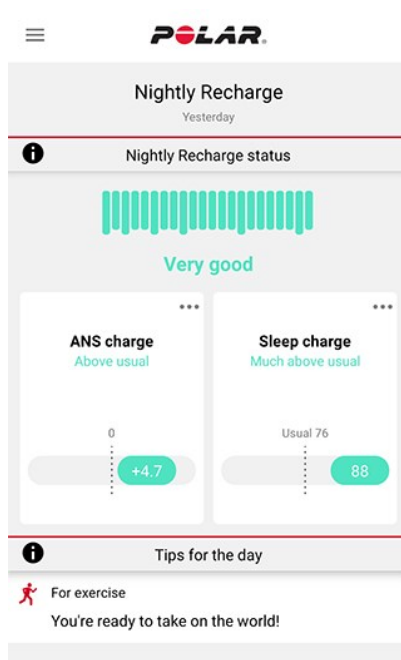 POLAR.
Nightly Recharge
Yesterday
Nightly Recharge status
Very good
ANS charge
Above usual
0
+4.7
Sleep charge
Much above usual
Usual 76
88
Tips for the day
For exercise
You're ready to take on the world!